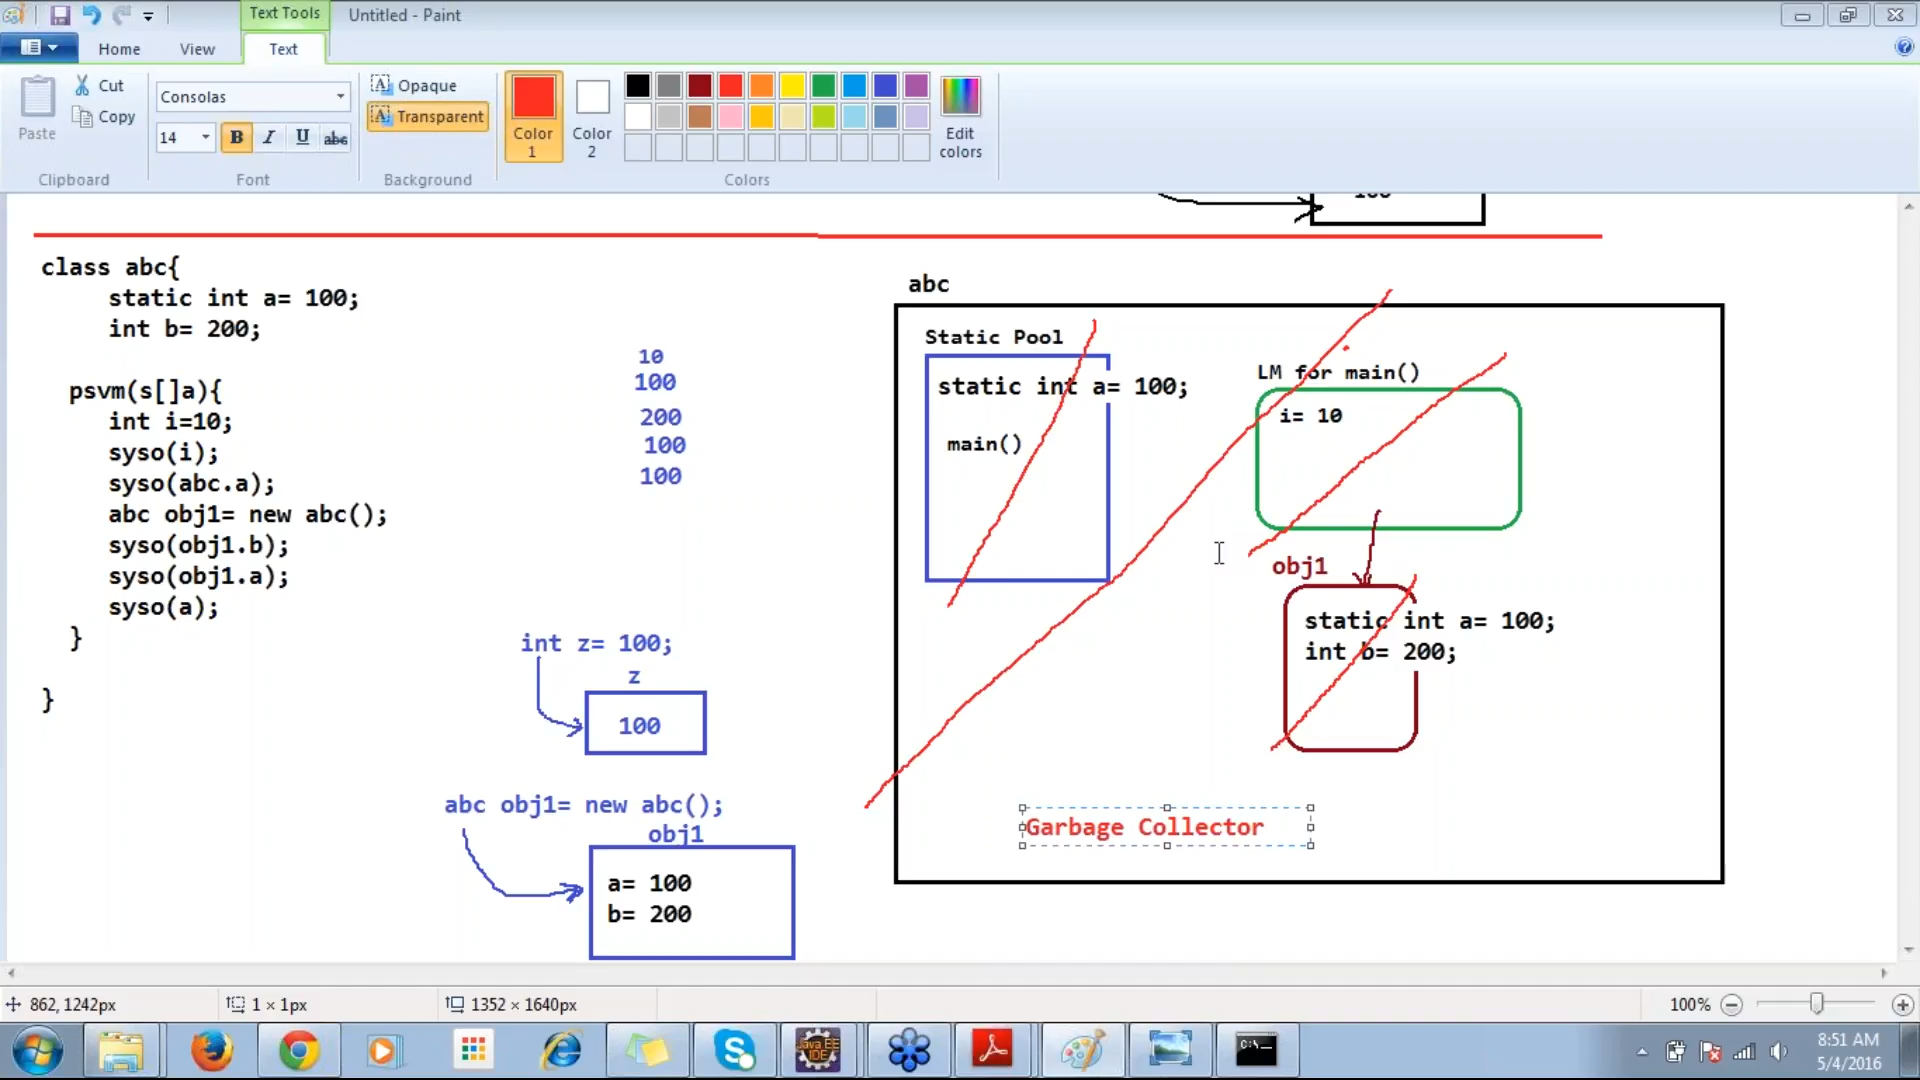 Text Tools
Untitled - Paint
Home
View
Text
Paste
Cut
Copy
Clipboard
Consolas
14
B I U abc
Font
Opaque
Transparent
Background
Color 1
Color 2
Edit colors
Colors
class abc{
static int a= 100;
int b= 200;
psvm(s[]a){
int i=10;
syso(i);
syso(abc.a);
abc obj1= new abc();
syso(obj1.b);
syso(obj1.a);
syso(a);
}
}
10
100
200
100
100
int z= 100;
z
100
abc obj1= new abc();
obj1
a= 100
b= 200
abc
Static Pool
static int a= 100;
main()
LM for main()
i= 10
obj1
static int a= 100;
int b= 200;
Garbage Collector
862, 1242px
1 × 1px
1352 × 1640px
100%
Java EE
IDE
C:\
8:51 AM
5/4/2016